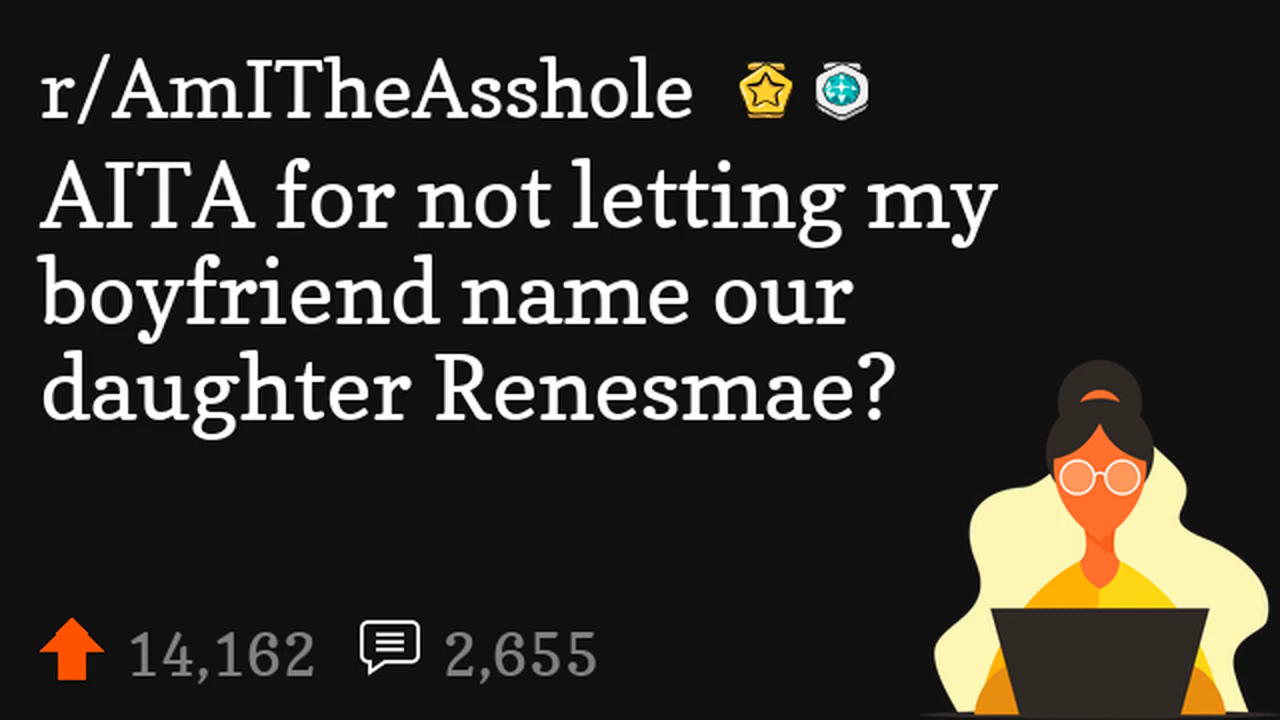 r/AmITheAsshole
AITA for not letting my
boyfriend name our
daughter Renesmae?
14,162 2,655